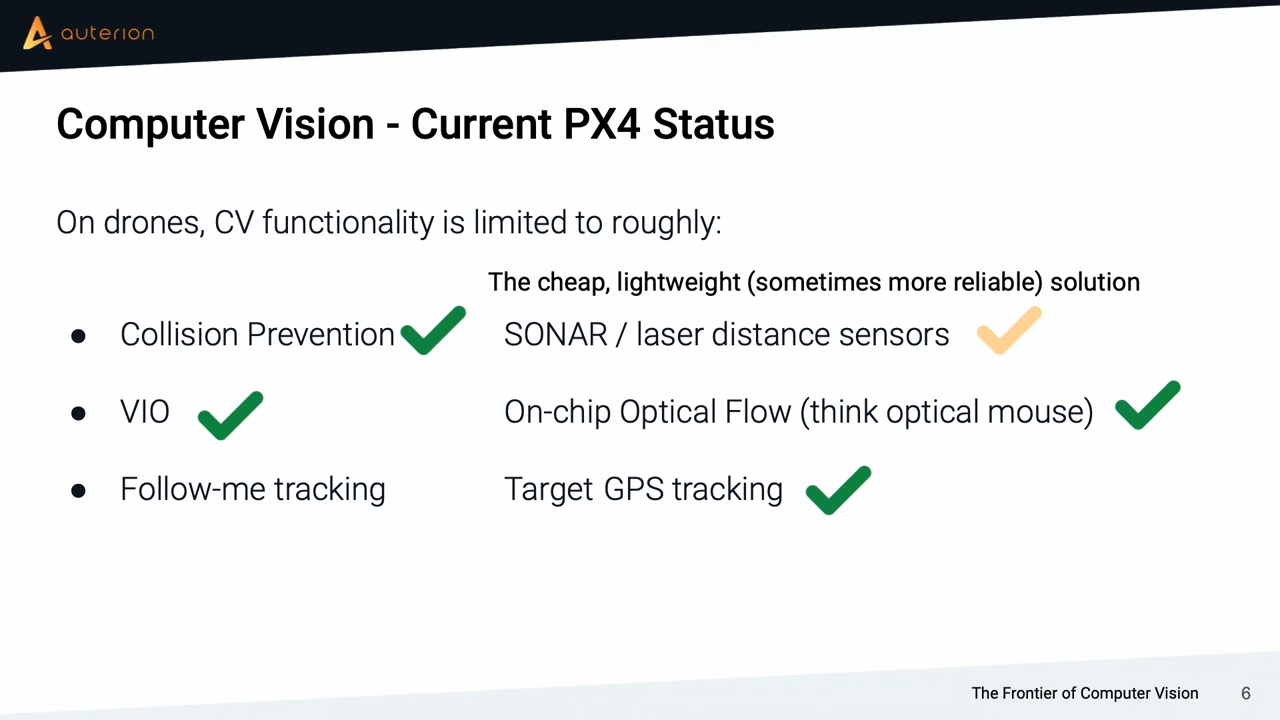 auterion
Computer Vision - Current PX4 Status
On drones, CV functionality is limited to roughly:
The cheap, lightweight (sometimes more reliable) solution
● Collision Prevention SONAR / laser distance sensors
● VIO On-chip Optical Flow (think optical mouse)
● Follow-me tracking Target GPS tracking
The Frontier of Computer Vision 6